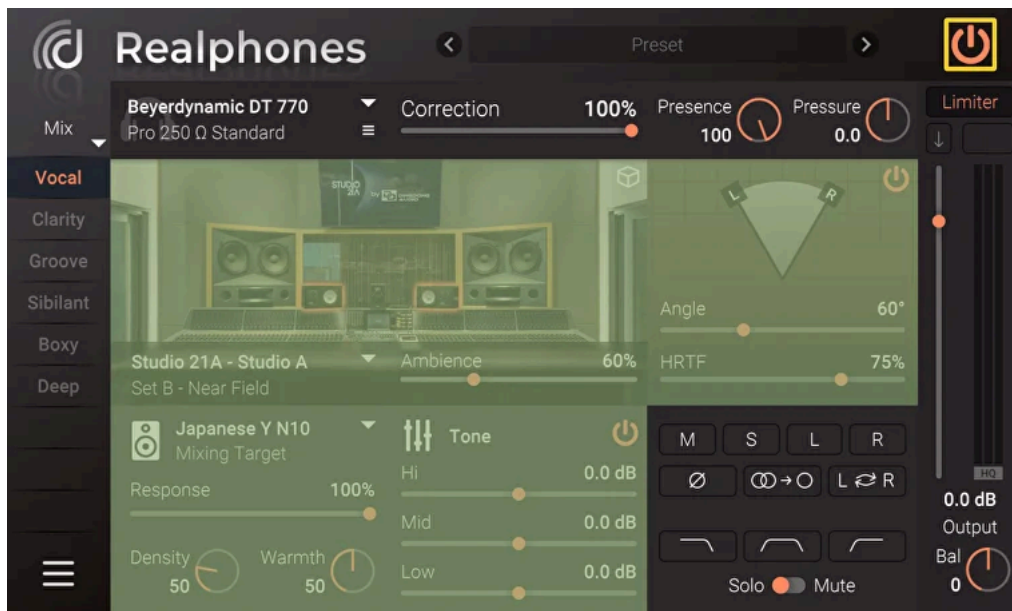 Realphones
Preset
Mix
Beyerdynamic DT 770
Pro 250 Ω Standard
Correction 100%
Presence
100
Pressure
0.0
Limiter
Vocal
Clarity
Groove
Sibilant
Boxy
Deep
STUDIO
21A
by
L
R
Angle 60°
HRTF 75%
Studio 21A - Studio A
Set B - Near Field
Ambience 60%
Japanese Y N10
Mixing Target
Response 100%
Density
50
Warmth
50
Tone
Hi 0.0 dB
Mid 0.0 dB
Low 0.0 dB
M S L R
Ø L R
Solo Mute
HQ
0.0 dB
Output
Bal
0